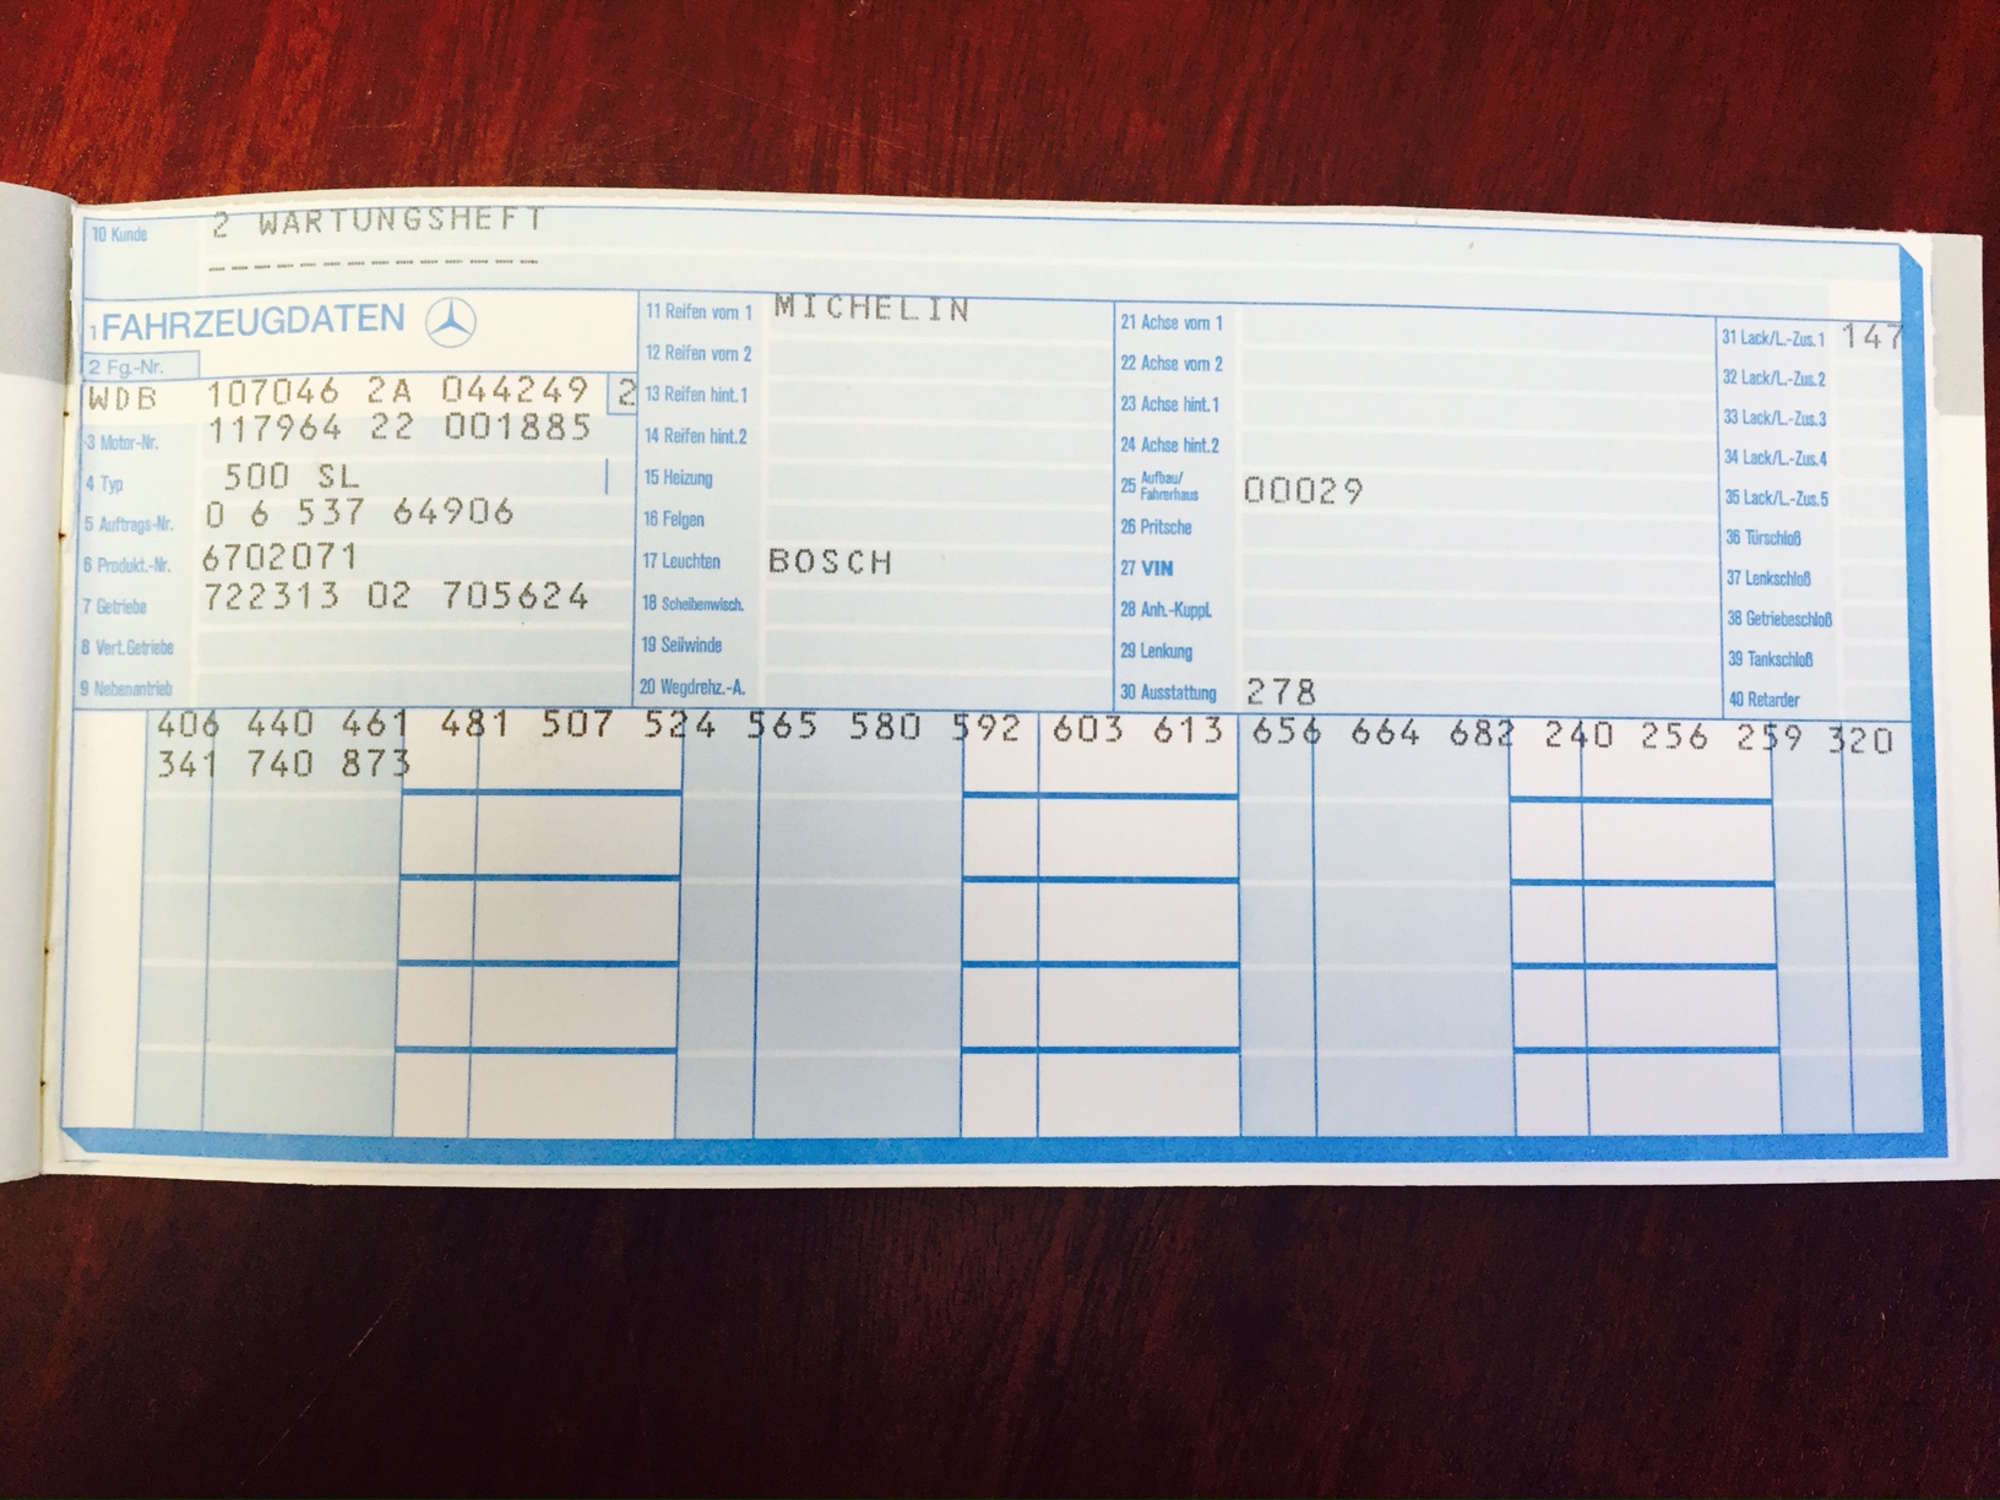 10 Kunde 2 WARTUNGSHEFT
---------------
1 FAHRZEUGDATEN
2 Fg.-Nr.
WDB 107046 2A 044249 2
3 Motor-Nr. 117964 22 001885
4 Typ 500 SL
5 Auftrags-Nr. 0 6 537 64906
6 Produkt.-Nr. 6702071
7 Getriebe 722313 02 705624
8 Vert.Getriebe
9 Nebenantrieb
11 Reifen vorn 1 MICHELIN
12 Reifen vorn 2
13 Reifen hint.1
14 Reifen hint.2
15 Heizung
16 Felgen
17 Leuchten BOSCH
18 Scheibenwisch.
19 Seilwinde
20 Wegdrehz.-A.
21 Achse vorn 1
22 Achse vorn 2
23 Achse hint.1
24 Achse hint.2
25 Aufbau/
Fahrerhaus 00029
26 Pritsche
27 VIN
28 Anh.-Kuppl.
29 Lenkung
30 Ausstattung 278
31 Lack/L.-Zus.1 147
32 Lack/L.-Zus.2
33 Lack/L.-Zus.3
34 Lack/L.-Zus.4
35 Lack/L.-Zus.5
36 Türschloß
37 Lenkschloß
38 Getriebeschloß
39 Tankschloß
40 Retarder
406 440 461 481 507 524 565 580 592 603 613 656 664 682 240 256 259 320
341 740 873